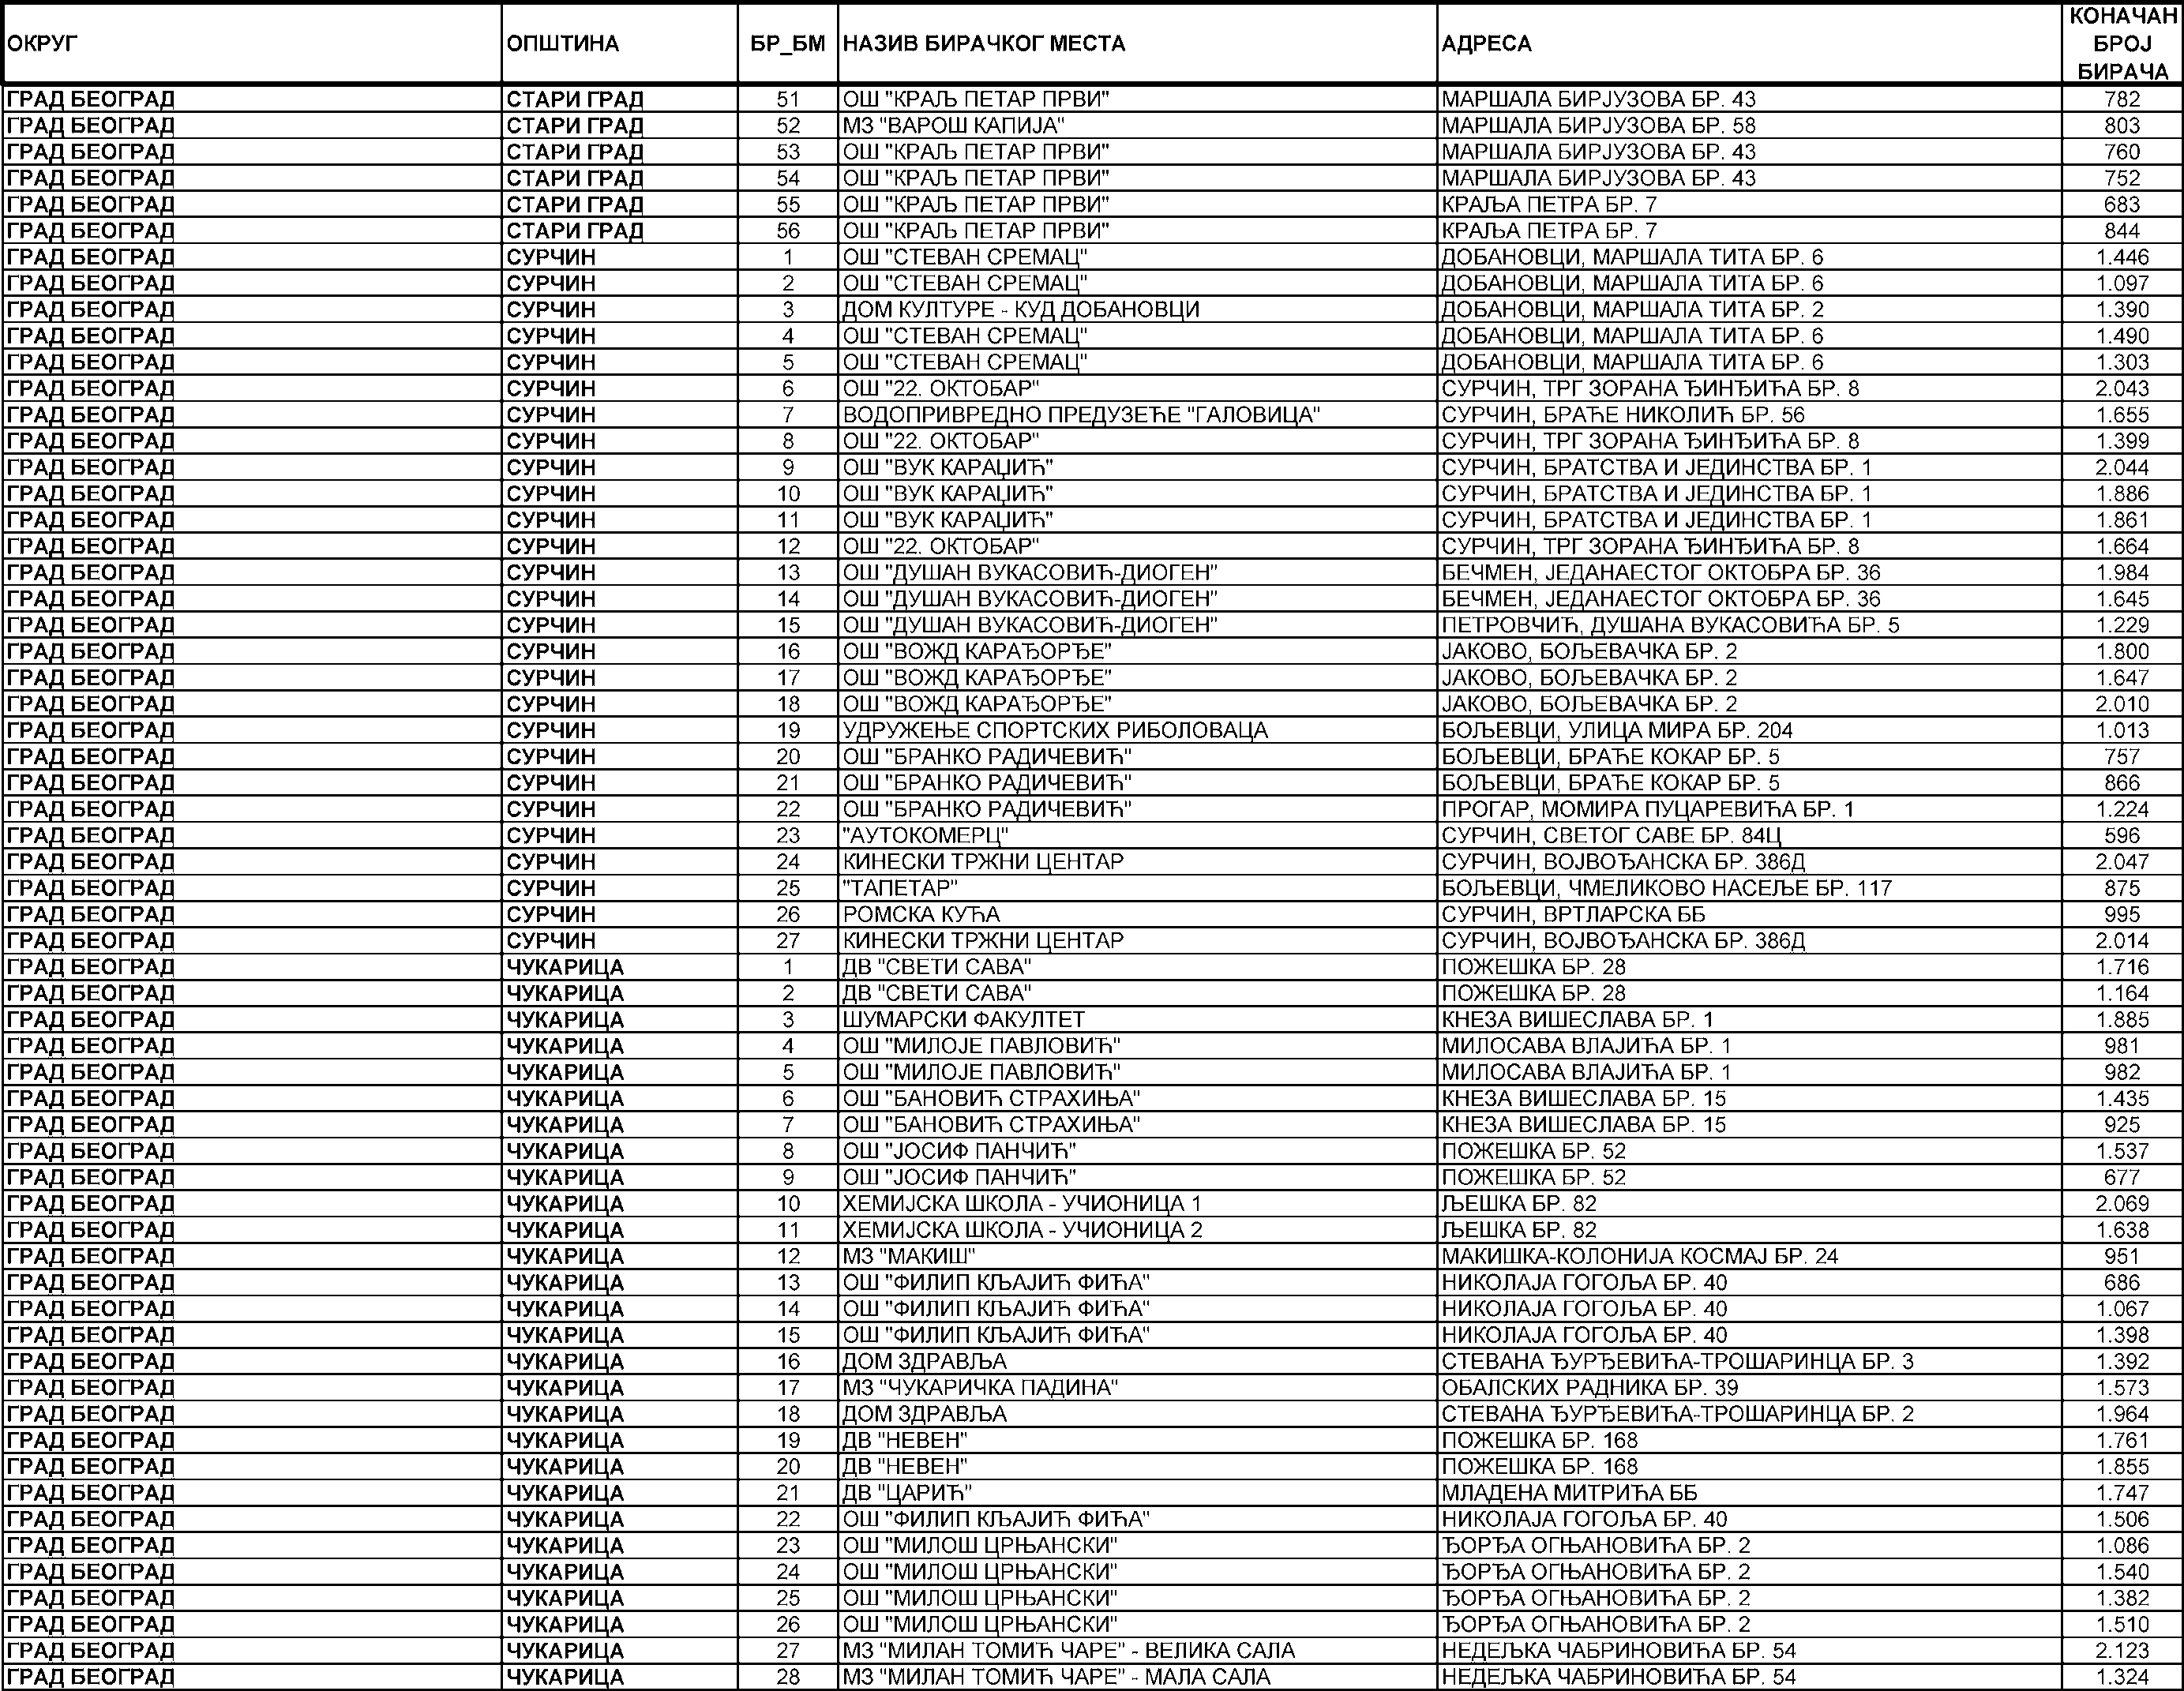 ОКРУГ ОПШТИНА БР_БМ НАЗИВ БИРАЧКОГ МЕСТА АДРЕСА КОНАЧАН БРОЈ БИРАЧА
ГРАД БЕОГРАД СТАРИ ГРАД 51 ОШ "КРАЉ ПЕТАР ПРВИ" МАРШАЛА БИРЈУЗОВА БР. 43 782
ГРАД БЕОГРАД СТАРИ ГРАД 52 МЗ "ВАРОШ КАПИЈА" МАРШАЛА БИРЈУЗОВА БР. 58 803
ГРАД БЕОГРАД СТАРИ ГРАД 53 ОШ "КРАЉ ПЕТАР ПРВИ" МАРШАЛА БИРЈУЗОВА БР. 43 760
ГРАД БЕОГРАД СТАРИ ГРАД 54 ОШ "КРАЉ ПЕТАР ПРВИ" МАРШАЛА БИРЈУЗОВА БР. 43 752
ГРАД БЕОГРАД СТАРИ ГРАД 55 ОШ "КРАЉ ПЕТАР ПРВИ" КРАЉА ПЕТРА БР. 7 683
ГРАД БЕОГРАД СТАРИ ГРАД 56 ОШ "КРАЉ ПЕТАР ПРВИ" КРАЉА ПЕТРА БР. 7 844
ГРАД БЕОГРАД СУРЧИН 1 ОШ "СТЕВАН СРЕМАЦ" ДОБАНОВЦИ, МАРШАЛА ТИТА БР. 6 1.446
ГРАД БЕОГРАД СУРЧИН 2 ОШ "СТЕВАН СРЕМАЦ" ДОБАНОВЦИ, МАРШАЛА ТИТА БР. 6 1.097
ГРАД БЕОГРАД СУРЧИН 3 ДОМ КУЛТУРЕ - КУД ДОБАНОВЦИ ДОБАНОВЦИ, МАРШАЛА ТИТА БР. 2 1.390
ГРАД БЕОГРАД СУРЧИН 4 ОШ "СТЕВАН СРЕМАЦ" ДОБАНОВЦИ, МАРШАЛА ТИТА БР. 6 1.490
ГРАД БЕОГРАД СУРЧИН 5 ОШ "СТЕВАН СРЕМАЦ" ДОБАНОВЦИ, МАРШАЛА ТИТА БР. 6 1.303
ГРАД БЕОГРАД СУРЧИН 6 ОШ "22. ОКТОБАР" СУРЧИН, ТРГ ЗОРАНА ЂИНЂИЋА БР. 8 2.043
ГРАД БЕОГРАД СУРЧИН 7 ВОДОПРИВРЕДНО ПРЕДУЗЕЋЕ "ГАЛОВИЦА" СУРЧИН, БРАЋЕ НИКОЛИЋ БР. 56 1.655
ГРАД БЕОГРАД СУРЧИН 8 ОШ "22. ОКТОБАР" СУРЧИН, ТРГ ЗОРАНА ЂИНЂИЋА БР. 8 1.399
ГРАД БЕОГРАД СУРЧИН 9 ОШ "ВУК КАРАЏИЋ" СУРЧИН, БРАТСТВА И ЈЕДИНСТВА БР. 1 2.044
ГРАД БЕОГРАД СУРЧИН 10 ОШ "ВУК КАРАЏИЋ" СУРЧИН, БРАТСТВА И ЈЕДИНСТВА БР. 1 1.886
ГРАД БЕОГРАД СУРЧИН 11 ОШ "ВУК КАРАЏИЋ" СУРЧИН, БРАТСТВА И ЈЕДИНСТВА БР. 1 1.861
ГРАД БЕОГРАД СУРЧИН 12 ОШ "22. ОКТОБАР" СУРЧИН, ТРГ ЗОРАНА ЂИНЂИЋА БР. 8 1.664
ГРАД БЕОГРАД СУРЧИН 13 ОШ "ДУШАН ВУКАСОВИЋ-ДИОГЕН" БЕЧМЕН, ЈЕДАНАЕСТОГ ОКТОБРА БР. 36 1.984
ГРАД БЕОГРАД СУРЧИН 14 ОШ "ДУШАН ВУКАСОВИЋ-ДИОГЕН" БЕЧМЕН, ЈЕДАНАЕСТОГ ОКТОБРА БР. 36 1.645
ГРАД БЕОГРАД СУРЧИН 15 ОШ "ДУШАН ВУКАСОВИЋ-ДИОГЕН" ПЕТРОВЧИЋ, ДУШАНА ВУКАСОВИЋА БР. 5 1.229
ГРАД БЕОГРАД СУРЧИН 16 ОШ "ВОЖД КАРАЂОРЂЕ" ЈАКОВО, БОЉЕВАЧКА БР. 2 1.800
ГРАД БЕОГРАД СУРЧИН 17 ОШ "ВОЖД КАРАЂОРЂЕ" ЈАКОВО, БОЉЕВАЧКА БР. 2 1.647
ГРАД БЕОГРАД СУРЧИН 18 ОШ "ВОЖД КАРАЂОРЂЕ" ЈАКОВО, БОЉЕВАЧКА БР. 2 2.010
ГРАД БЕОГРАД СУРЧИН 19 УДРУЖЕЊЕ СПОРТСКИХ РИБОЛОВАЦА БОЉЕВЦИ, УЛИЦА МИРА БР. 204 1.013
ГРАД БЕОГРАД СУРЧИН 20 ОШ "БРАНКО РАДИЧЕВИЋ" БОЉЕВЦИ, БРАЋЕ КОКАР БР. 5 757
ГРАД БЕОГРАД СУРЧИН 21 ОШ "БРАНКО РАДИЧЕВИЋ" БОЉЕВЦИ, БРАЋЕ КОКАР БР. 5 866
ГРАД БЕОГРАД СУРЧИН 22 ОШ "БРАНКО РАДИЧЕВИЋ" ПРОГАР, МОМИРА ПУЦАРЕВИЋА БР. 1 1.224
ГРАД БЕОГРАД СУРЧИН 23 "АУТОКОМЕРЦ" СУРЧИН, СВЕТОГ САВЕ БР. 84Ц 596
ГРАД БЕОГРАД СУРЧИН 24 КИНЕСКИ ТРЖНИ ЦЕНТАР СУРЧИН, ВОЈВОЂАНСКА БР. 386Д 2.047
ГРАД БЕОГРАД СУРЧИН 25 "ТАПЕТАР" БОЉЕВЦИ, ЧМЕЛИКОВО НАСЕЉЕ БР. 117 875
ГРАД БЕОГРАД СУРЧИН 26 РОМСКА КУЋА СУРЧИН, ВРТЛАРСКА ББ 995
ГРАД БЕОГРАД СУРЧИН 27 КИНЕСКИ ТРЖНИ ЦЕНТАР СУРЧИН, ВОЈВОЂАНСКА БР. 386Д 2.014
ГРАД БЕОГРАД ЧУКАРИЦА 1 ДВ "СВЕТИ САВА" ПОЖЕШКА БР. 28 1.716
ГРАД БЕОГРАД ЧУКАРИЦА 2 ДВ "СВЕТИ САВА" ПОЖЕШКА БР. 28 1.164
ГРАД БЕОГРАД ЧУКАРИЦА 3 ШУМАРСКИ ФАКУЛТЕТ КНЕЗА ВИШЕСЛАВА БР. 1 1.885
ГРАД БЕОГРАД ЧУКАРИЦА 4 ОШ "МИЛОЈЕ ПАВЛОВИЋ" МИЛОСАВА ВЛАЈИЋА БР. 1 981
ГРАД БЕОГРАД ЧУКАРИЦА 5 ОШ "МИЛОЈЕ ПАВЛОВИЋ" МИЛОСАВА ВЛАЈИЋА БР. 1 982
ГРАД БЕОГРАД ЧУКАРИЦА 6 ОШ "БАНОВИЋ СТРАХИЊА" КНЕЗА ВИШЕСЛАВА БР. 15 1.435
ГРАД БЕОГРАД ЧУКАРИЦА 7 ОШ "БАНОВИЋ СТРАХИЊА" КНЕЗА ВИШЕСЛАВА БР. 15 925
ГРАД БЕОГРАД ЧУКАРИЦА 8 ОШ "ЈОСИФ ПАНЧИЋ" ПОЖЕШКА БР. 52 1.537
ГРАД БЕОГРАД ЧУКАРИЦА 9 ОШ "ЈОСИФ ПАНЧИЋ" ПОЖЕШКА БР. 52 677
ГРАД БЕОГРАД ЧУКАРИЦА 10 ХЕМИЈСКА ШКОЛА - УЧИОНИЦА 1 ЉЕШКА БР. 82 2.069
ГРАД БЕОГРАД ЧУКАРИЦА 11 ХЕМИЈСКА ШКОЛА - УЧИОНИЦА 2 ЉЕШКА БР. 82 1.638
ГРАД БЕОГРАД ЧУКАРИЦА 12 МЗ "МАКИШ" МАКИШКА-КОЛОНИЈА КОСМАЈ БР. 24 951
ГРАД БЕОГРАД ЧУКАРИЦА 13 ОШ "ФИЛИП КЉАЈИЋ ФИЋА" НИКОЛАЈА ГОГОЉА БР. 40 686
ГРАД БЕОГРАД ЧУКАРИЦА 14 ОШ "ФИЛИП КЉАЈИЋ ФИЋА" НИКОЛАЈА ГОГОЉА БР. 40 1.067
ГРАД БЕОГРАД ЧУКАРИЦА 15 ОШ "ФИЛИП КЉАЈИЋ ФИЋА" НИКОЛАЈА ГОГОЉА БР. 40 1.398
ГРАД БЕОГРАД ЧУКАРИЦА 16 ДОМ ЗДРАВЉА СТЕВАНА ЂУРЂЕВИЋА-ТРОШАРИНЦА БР. 3 1.392
ГРАД БЕОГРАД ЧУКАРИЦА 17 МЗ "ЧУКАРИЧКА ПАДИНА" ОБАЛСКИХ РАДНИКА БР. 39 1.573
ГРАД БЕОГРАД ЧУКАРИЦА 18 ДОМ ЗДРАВЉА СТЕВАНА ЂУРЂЕВИЋА-ТРОШАРИНЦА БР. 2 1.964
ГРАД БЕОГРАД ЧУКАРИЦА 19 ДВ "НЕВЕН" ПОЖЕШКА БР. 168 1.761
ГРАД БЕОГРАД ЧУКАРИЦА 20 ДВ "НЕВЕН" ПОЖЕШКА БР. 168 1.855
ГРАД БЕОГРАД ЧУКАРИЦА 21 ДВ "ЦАРИЋ" МЛАДЕНА МИТРИЋА ББ 1.747
ГРАД БЕОГРАД ЧУКАРИЦА 22 ОШ "ФИЛИП КЉАЈИЋ ФИЋА" НИКОЛАЈА ГОГОЉА БР. 40 1.506
ГРАД БЕОГРАД ЧУКАРИЦА 23 ОШ "МИЛОШ ЦРЊАНСКИ" ЂОРЂА ОГЊАНОВИЋА БР. 2 1.086
ГРАД БЕОГРАД ЧУКАРИЦА 24 ОШ "МИЛОШ ЦРЊАНСКИ" ЂОРЂА ОГЊАНОВИЋА БР. 2 1.540
ГРАД БЕОГРАД ЧУКАРИЦА 25 ОШ "МИЛОШ ЦРЊАНСКИ" ЂОРЂА ОГЊАНОВИЋА БР. 2 1.382
ГРАД БЕОГРАД ЧУКАРИЦА 26 ОШ "МИЛОШ ЦРЊАНСКИ" ЂОРЂА ОГЊАНОВИЋА БР. 2 1.510
ГРАД БЕОГРАД ЧУКАРИЦА 27 МЗ "МИЛАН ТОМИЋ ЧАРЕ" - ВЕЛИКА САЛА НЕДЕЉКА ЧАБРИНОВИЋА БР. 54 2.123
ГРАД БЕОГРАД ЧУКАРИЦА 28 МЗ "МИЛАН ТОМИЋ ЧАРЕ" - МАЛА САЛА НЕДЕЉКА ЧАБРИНОВИЋА БР. 54 1.324